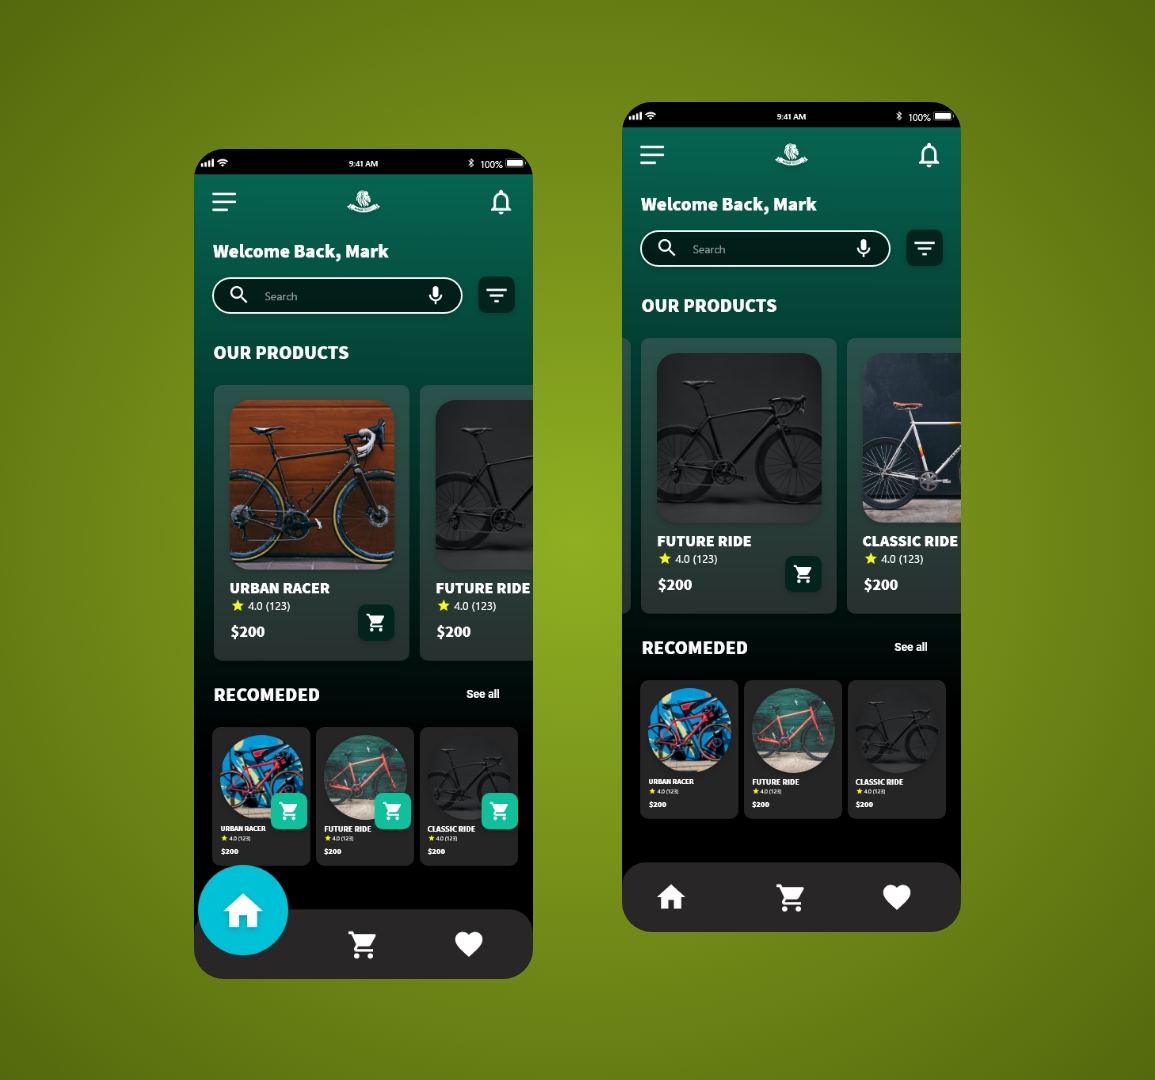 9:41 AM
100%
Welcome Back, Mark
Search
OUR PRODUCTS
URBAN RACER
4.0 (123)
$200
FUTURE RIDE
4.0 (123)
$200
RECOMEDED
See all
URBAN RACER
4.0 (123)
$200
FUTURE RIDE
4.0 (123)
$200
CLASSIC RIDE
4.0 (123)
$200
9:41 AM
100%
Welcome Back, Mark
Search
OUR PRODUCTS
FUTURE RIDE
4.0 (123)
$200
CLASSIC RIDE
4.0 (123)
$200
RECOMEDED
See all
URBAN RACER
4.0 (123)
$200
FUTURE RIDE
4.0 (123)
$200
CLASSIC RIDE
4.0 (123)
$200